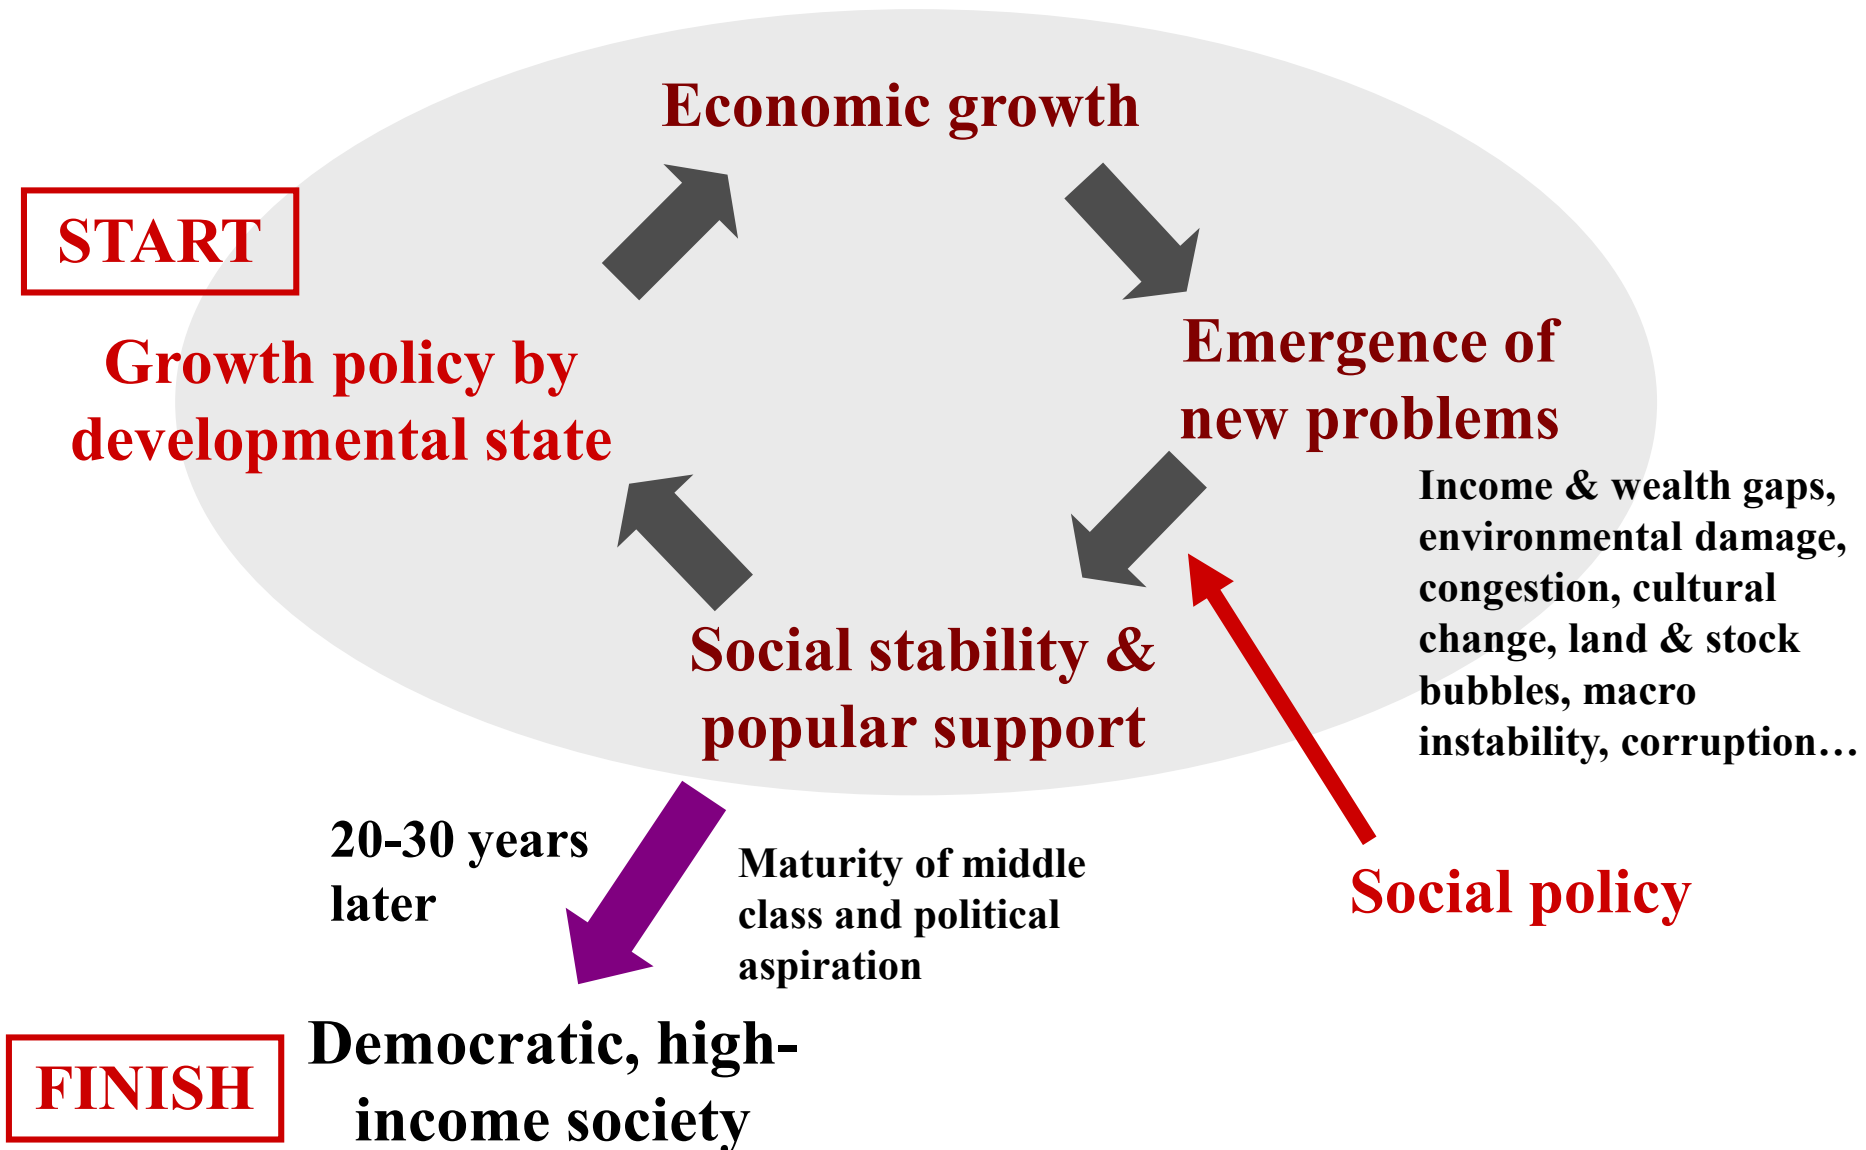 Economic growth
START
Growth policy by
developmental state
Emergence of
new problems
Income & wealth gaps,
environmental damage,
congestion, cultural
change, land & stock
bubbles, macro
instability, corruption…
Social stability &
popular support
20-30 years
later
Maturity of middle
class and political
aspiration
Social policy
FINISH
Democratic, high-
income society